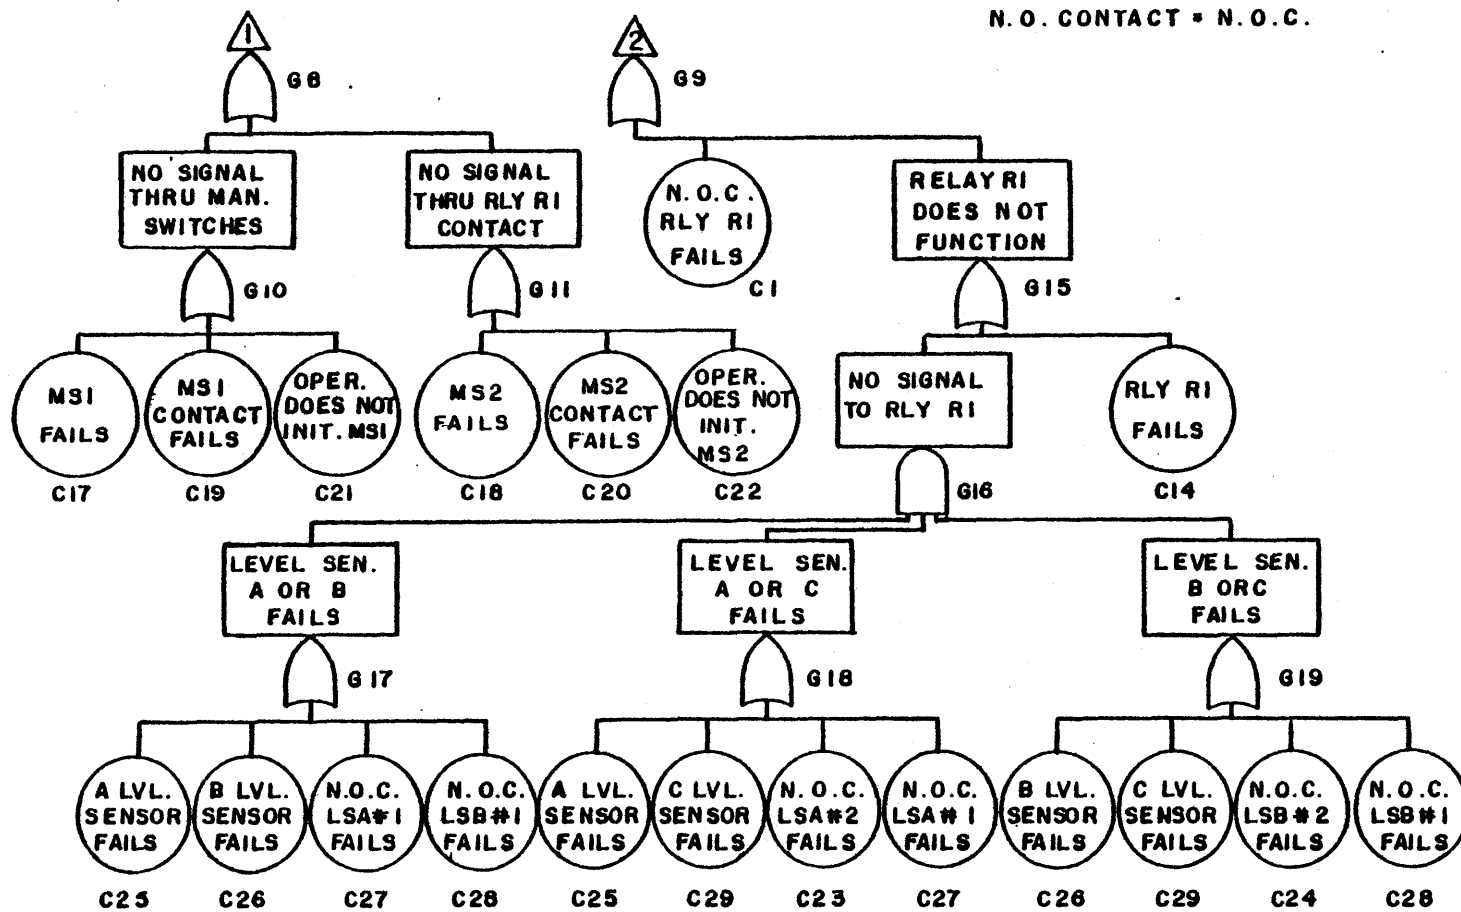 N.O. CONTACT = N.O.C.
1
2
G8
G9
NO SIGNAL
THRU MAN.
SWITCHES
NO SIGNAL
THRU RLY R1
CONTACT
N.O.C.
RLY R1
FAILS
C1
RELAY R1
DOES NOT
FUNCTION
G10
G11
G15
MS1
FAILS
C17
MS1
CONTACT
FAILS
C19
OPER.
DOES NOT
INIT. MS1
C21
MS2
FAILS
C18
MS2
CONTACT
FAILS
C20
OPER.
DOES NOT
INIT.
MS2
C22
NO SIGNAL
TO RLY R1
RLY R1
FAILS
C14
G16
LEVEL SEN.
A OR B
FAILS
LEVEL SEN.
A OR C
FAILS
LEVEL SEN.
B ORC
FAILS
G17
G18
G19
A LVL.
SENSOR
FAILS
C25
B LVL.
SENSOR
FAILS
C26
N.O.C.
LSA#1
FAILS
C27
N.O.C.
LSB#1
FAILS
C28
A LVL.
SENSOR
FAILS
C25
C LVL.
SENSOR
FAILS
C29
N.O.C.
LSA#2
FAILS
C23
N.O.C.
LSA#1
FAILS
C27
B LVL.
SENSOR
FAILS
C26
C LVL.
SENSOR
FAILS
C29
N.O.C.
LSB#2
FAILS
C24
N.O.C.
LSB#1
FAILS
C28